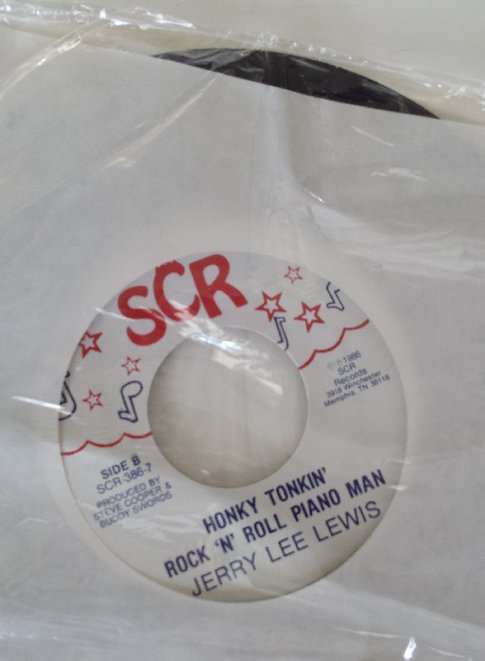 SCR
©℗1986
SCR
Records
3918 Winchester
Memphis, TN 38118
SIDE B
SCR-386-7
PRODUCED BY
STEVE COOPER &
BUDDY SWORDS
HONKY TONKIN'
ROCK 'N' ROLL PIANO MAN
JERRY LEE LEWIS